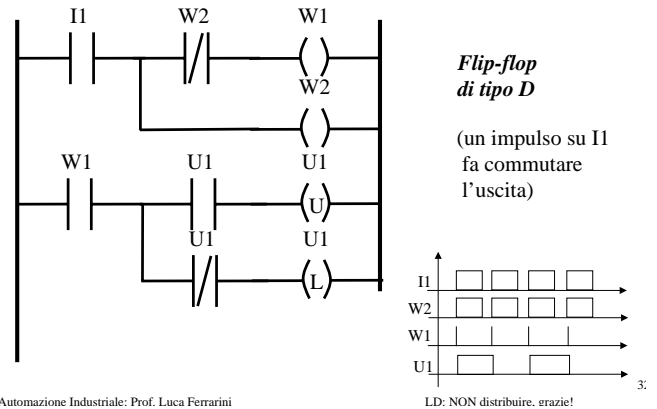 I1 W2 W1
W2
Flip-flop
di tipo D
(un impulso su I1
fa commutare
l'uscita)
W1 U1 U1
U
U1 U1
L
I1
W2
W1
U1
32
Automazione Industriale: Prof. Luca Ferrarini LD: NON distribuire, grazie!